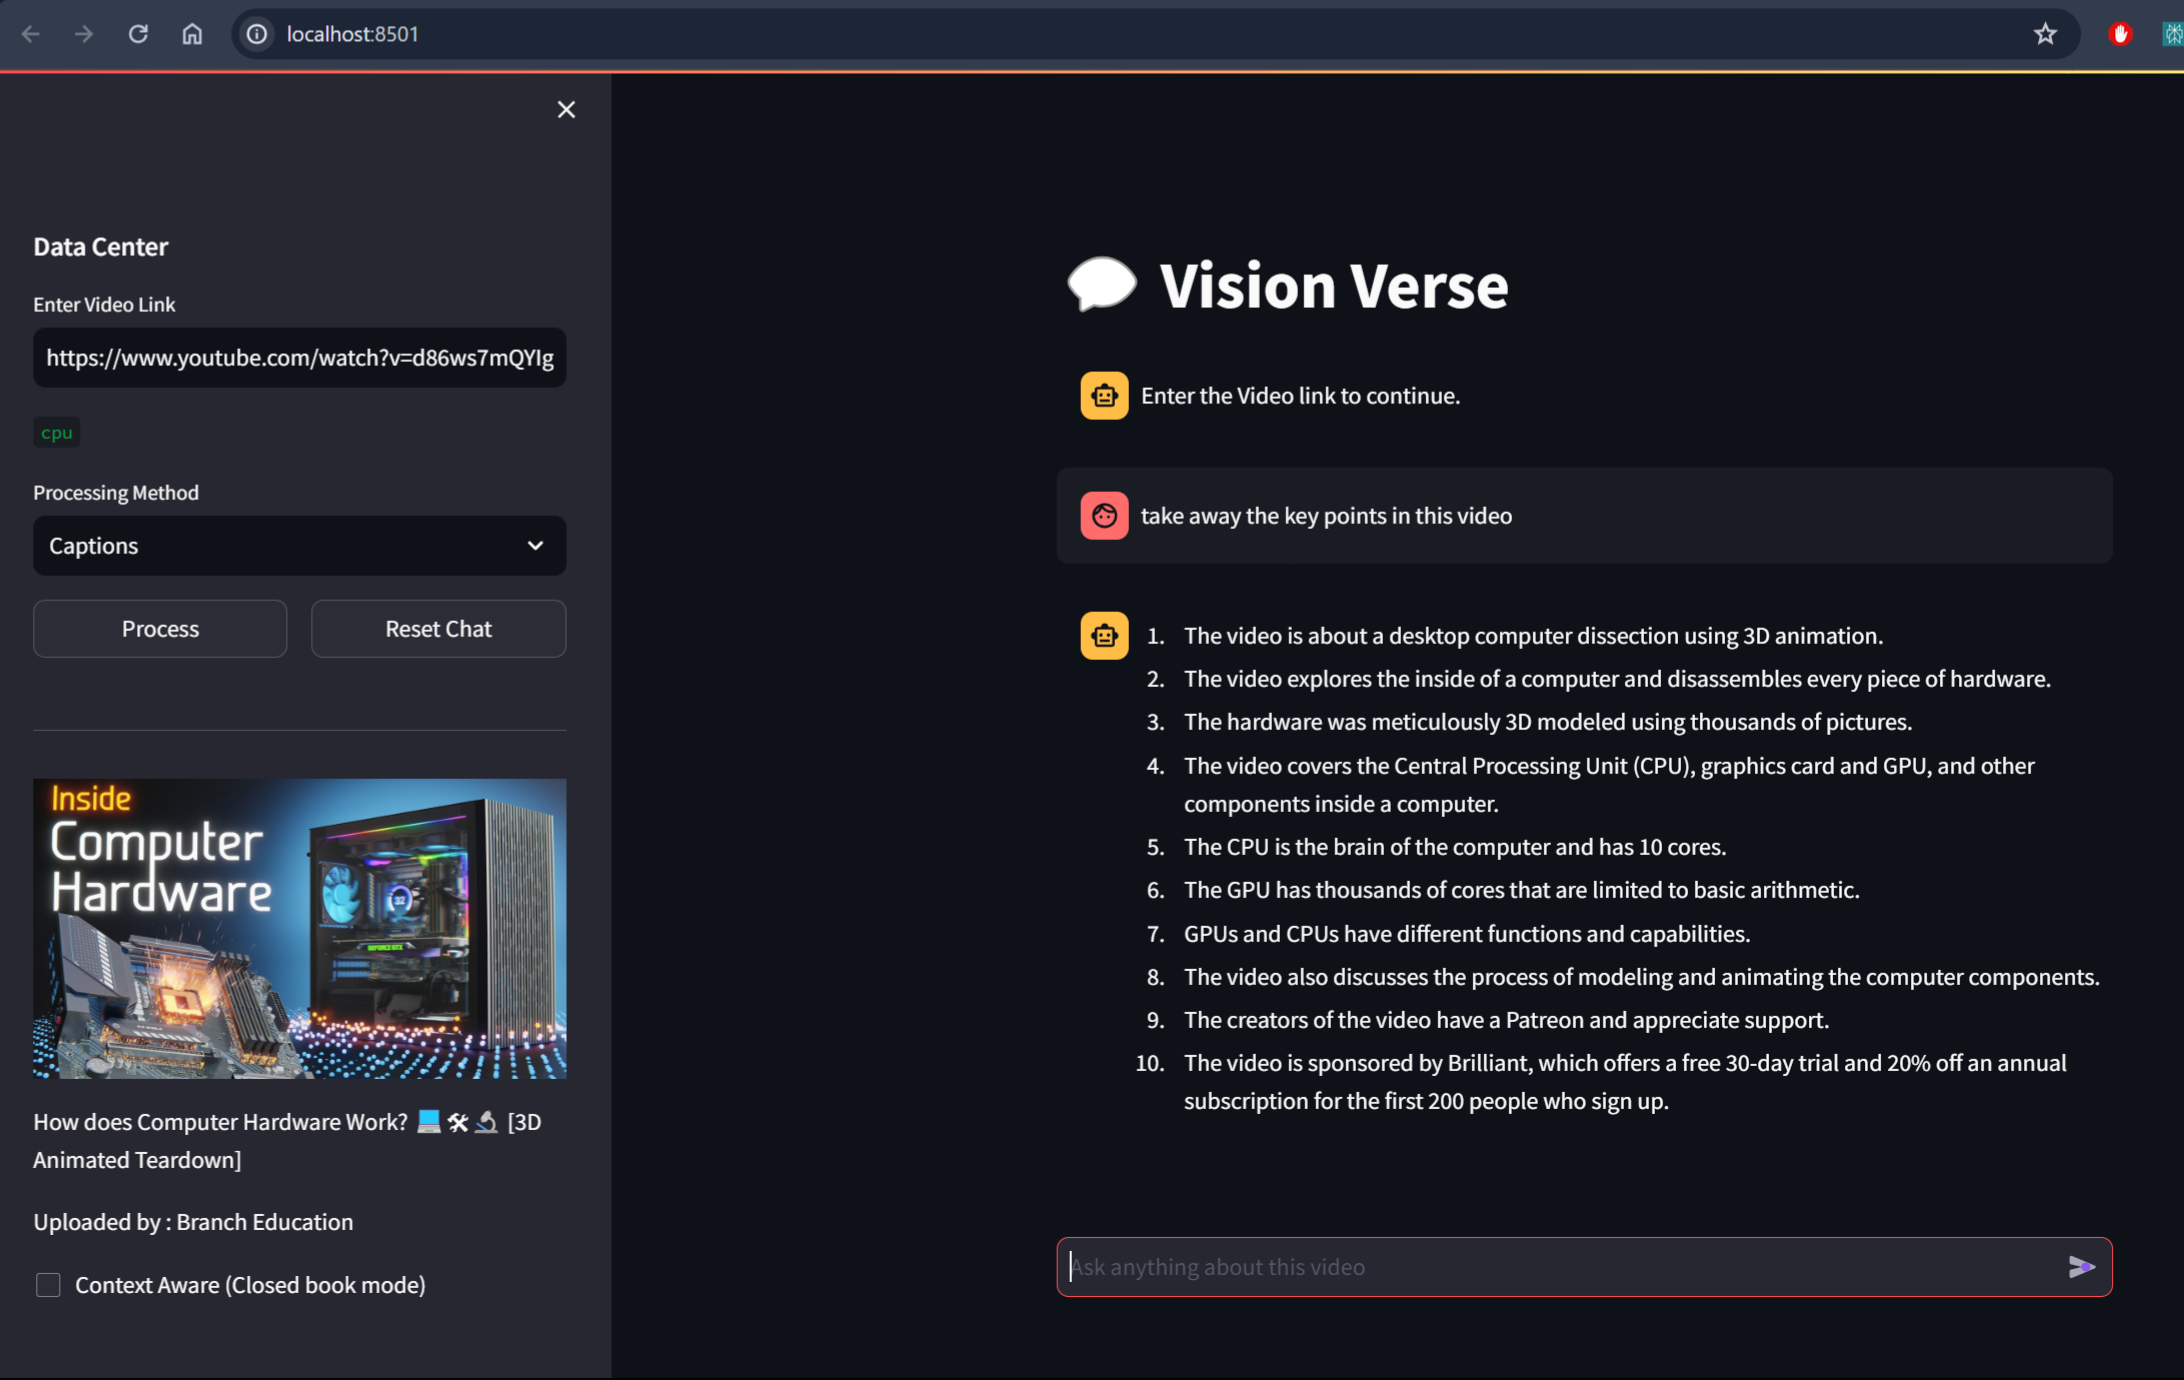 localhost:8501
Data Center
Enter Video Link
https://www.youtube.com/watch?v=d86ws7mQYIg
cpu
Processing Method
Captions
Process
Reset Chat
Inside
Computer
Hardware
32
GEFORCE GTX
How does Computer Hardware Work? 💻🛠️🔬 [3D
Animated Teardown]
Uploaded by : Branch Education
Context Aware (Closed book mode)
Vision Verse
Enter the Video link to continue.
take away the key points in this video
1. The video is about a desktop computer dissection using 3D animation.
2. The video explores the inside of a computer and disassembles every piece of hardware.
3. The hardware was meticulously 3D modeled using thousands of pictures.
4. The video covers the Central Processing Unit (CPU), graphics card and GPU, and other
components inside a computer.
5. The CPU is the brain of the computer and has 10 cores.
6. The GPU has thousands of cores that are limited to basic arithmetic.
7. GPUs and CPUs have different functions and capabilities.
8. The video also discusses the process of modeling and animating the computer components.
9. The creators of the video have a Patreon and appreciate support.
10. The video is sponsored by Brilliant, which offers a free 30-day trial and 20% off an annual
subscription for the first 200 people who sign up.
Ask anything about this video